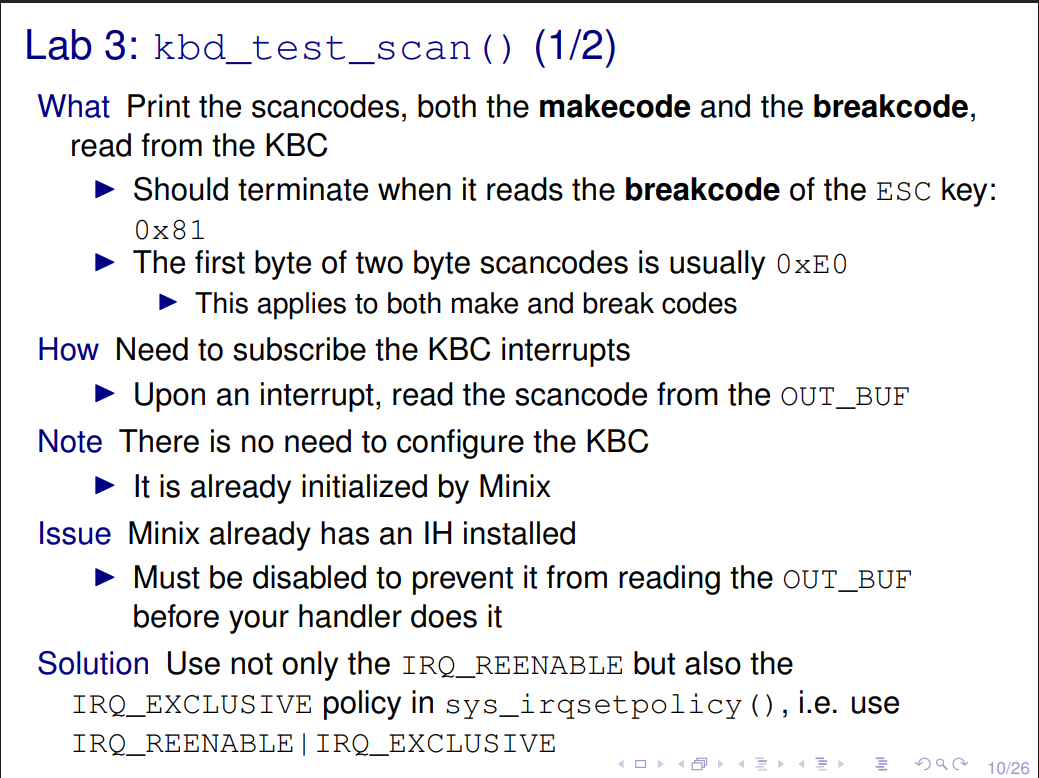 Lab 3: kbd_test_scan() (1/2)
What Print the scancodes, both the makecode and the breakcode,
read from the KBC
Should terminate when it reads the breakcode of the ESC key:
0x81
The first byte of two byte scancodes is usually 0xE0
This applies to both make and break codes
How Need to subscribe the KBC interrupts
Upon an interrupt, read the scancode from the OUT_BUF
Note There is no need to configure the KBC
It is already initialized by Minix
Issue Minix already has an IH installed
Must be disabled to prevent it from reading the OUT_BUF
before your handler does it
Solution Use not only the IRQ_REENABLE but also the
IRQ_EXCLUSIVE policy in sys_irqsetpolicy(), i.e. use
IRQ_REENABLE|IRQ_EXCLUSIVE
10/26